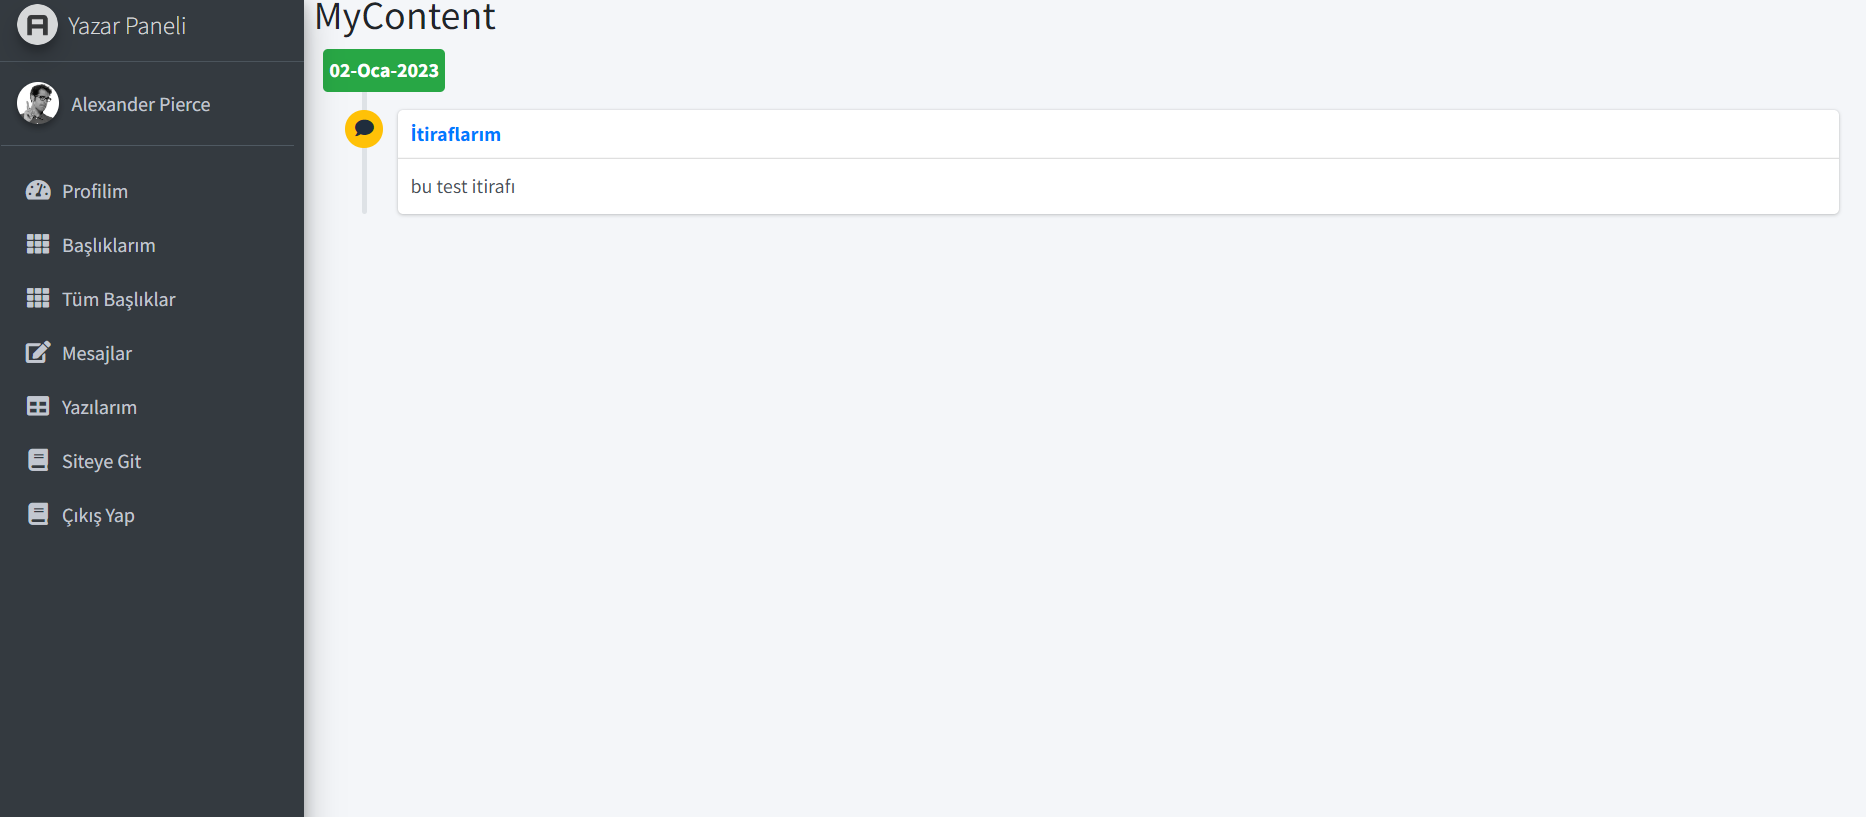 Yazar Paneli
Alexander Pierce
Profilim
Başlıklarım
Tüm Başlıklar
Mesajlar
Yazılarım
Siteye Git
Çıkış Yap
MyContent
02-Oca-2023
İtiraflarım
bu test itirafı